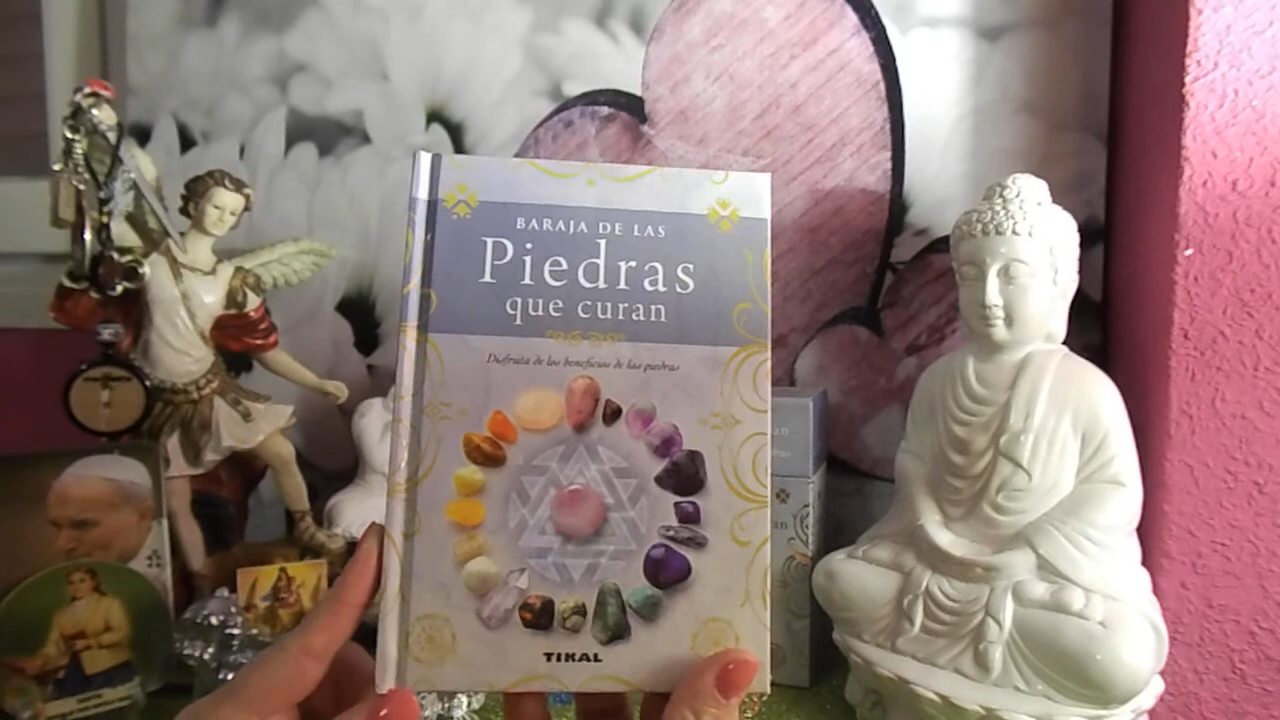 BARAJA DE LAS
Piedras
que curan
Disfruta de los beneficios de las piedras
TIKAL